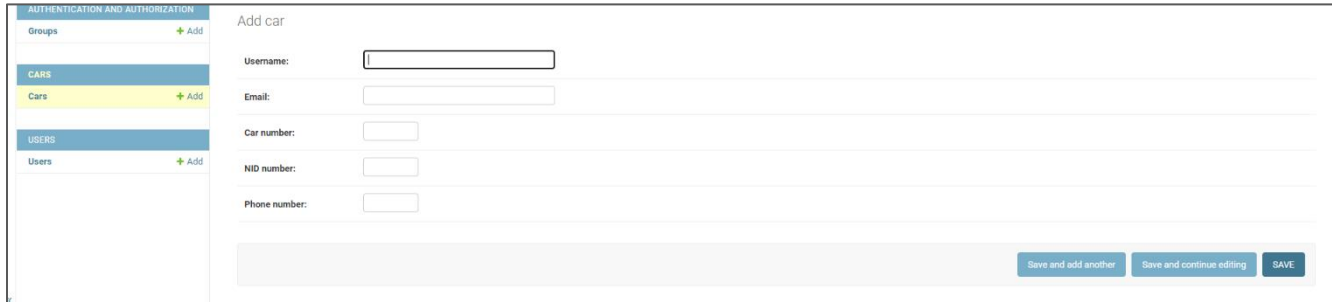 AUTHENTICATION AND AUTHORIZATION
Groups + Add
CARS
Cars + Add
USERS
Users + Add
Add car
Username:
Email:
Car number:
NID number:
Phone number:
Save and add another Save and continue editing SAVE